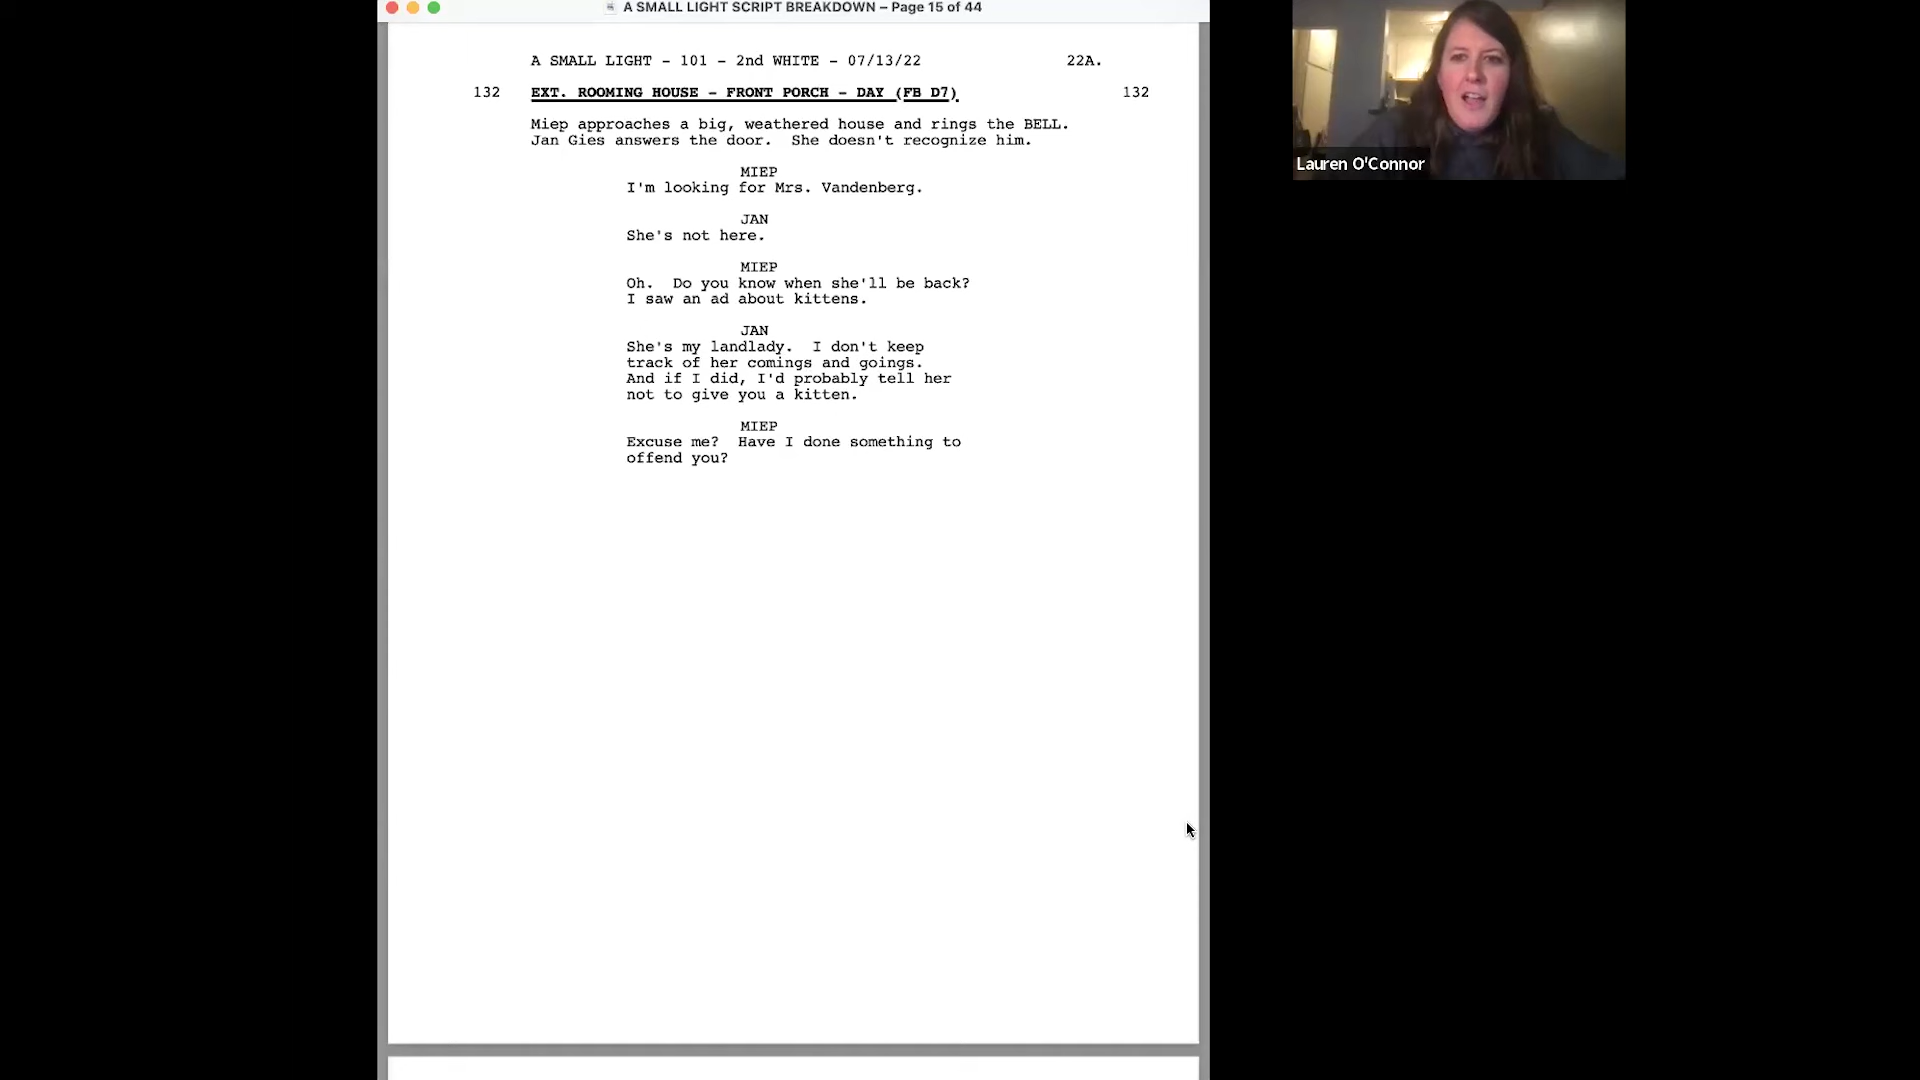 A SMALL LIGHT SCRIPT BREAKDOWN – Page 15 of 44
A SMALL LIGHT - 101 - 2nd WHITE - 07/13/22 22A.
132 EXT. ROOMING HOUSE - FRONT PORCH - DAY (FB D7) 132
Miep approaches a big, weathered house and rings the BELL.
Jan Gies answers the door. She doesn't recognize him.
MIEP
I'm looking for Mrs. Vandenberg.
JAN
She's not here.
MIEP
Oh. Do you know when she'll be back?
I saw an ad about kittens.
JAN
She's my landlady. I don't keep
track of her comings and goings.
And if I did, I'd probably tell her
not to give you a kitten.
MIEP
Excuse me? Have I done something to
offend you?
Lauren O'Connor